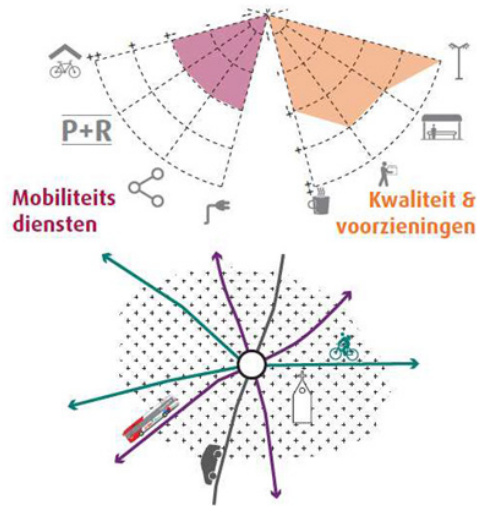 P+R
Mobiliteits
diensten
Kwaliteit &
voorzieningen